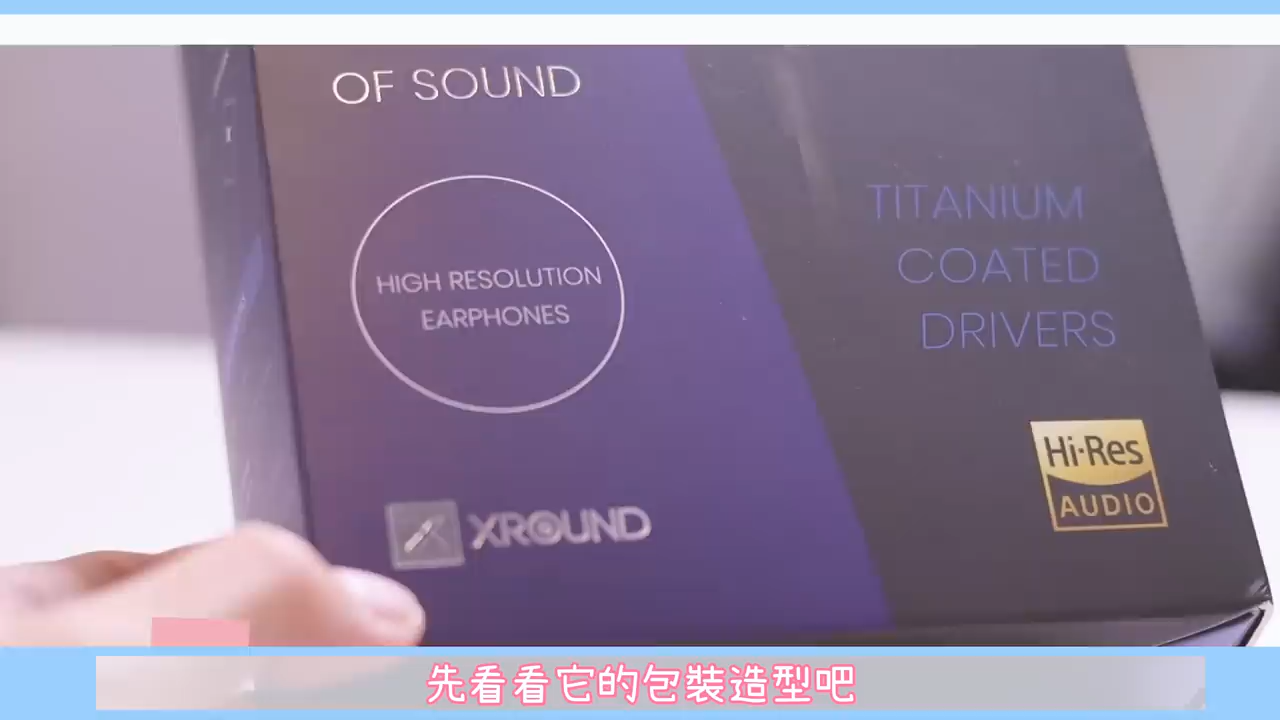 OF SOUND
HIGH RESOLUTION
EARPHONES
XROUND
TITANIUM
COATED
DRIVERS
Hi-Res
AUDIO
先看看它的包裝造型吧